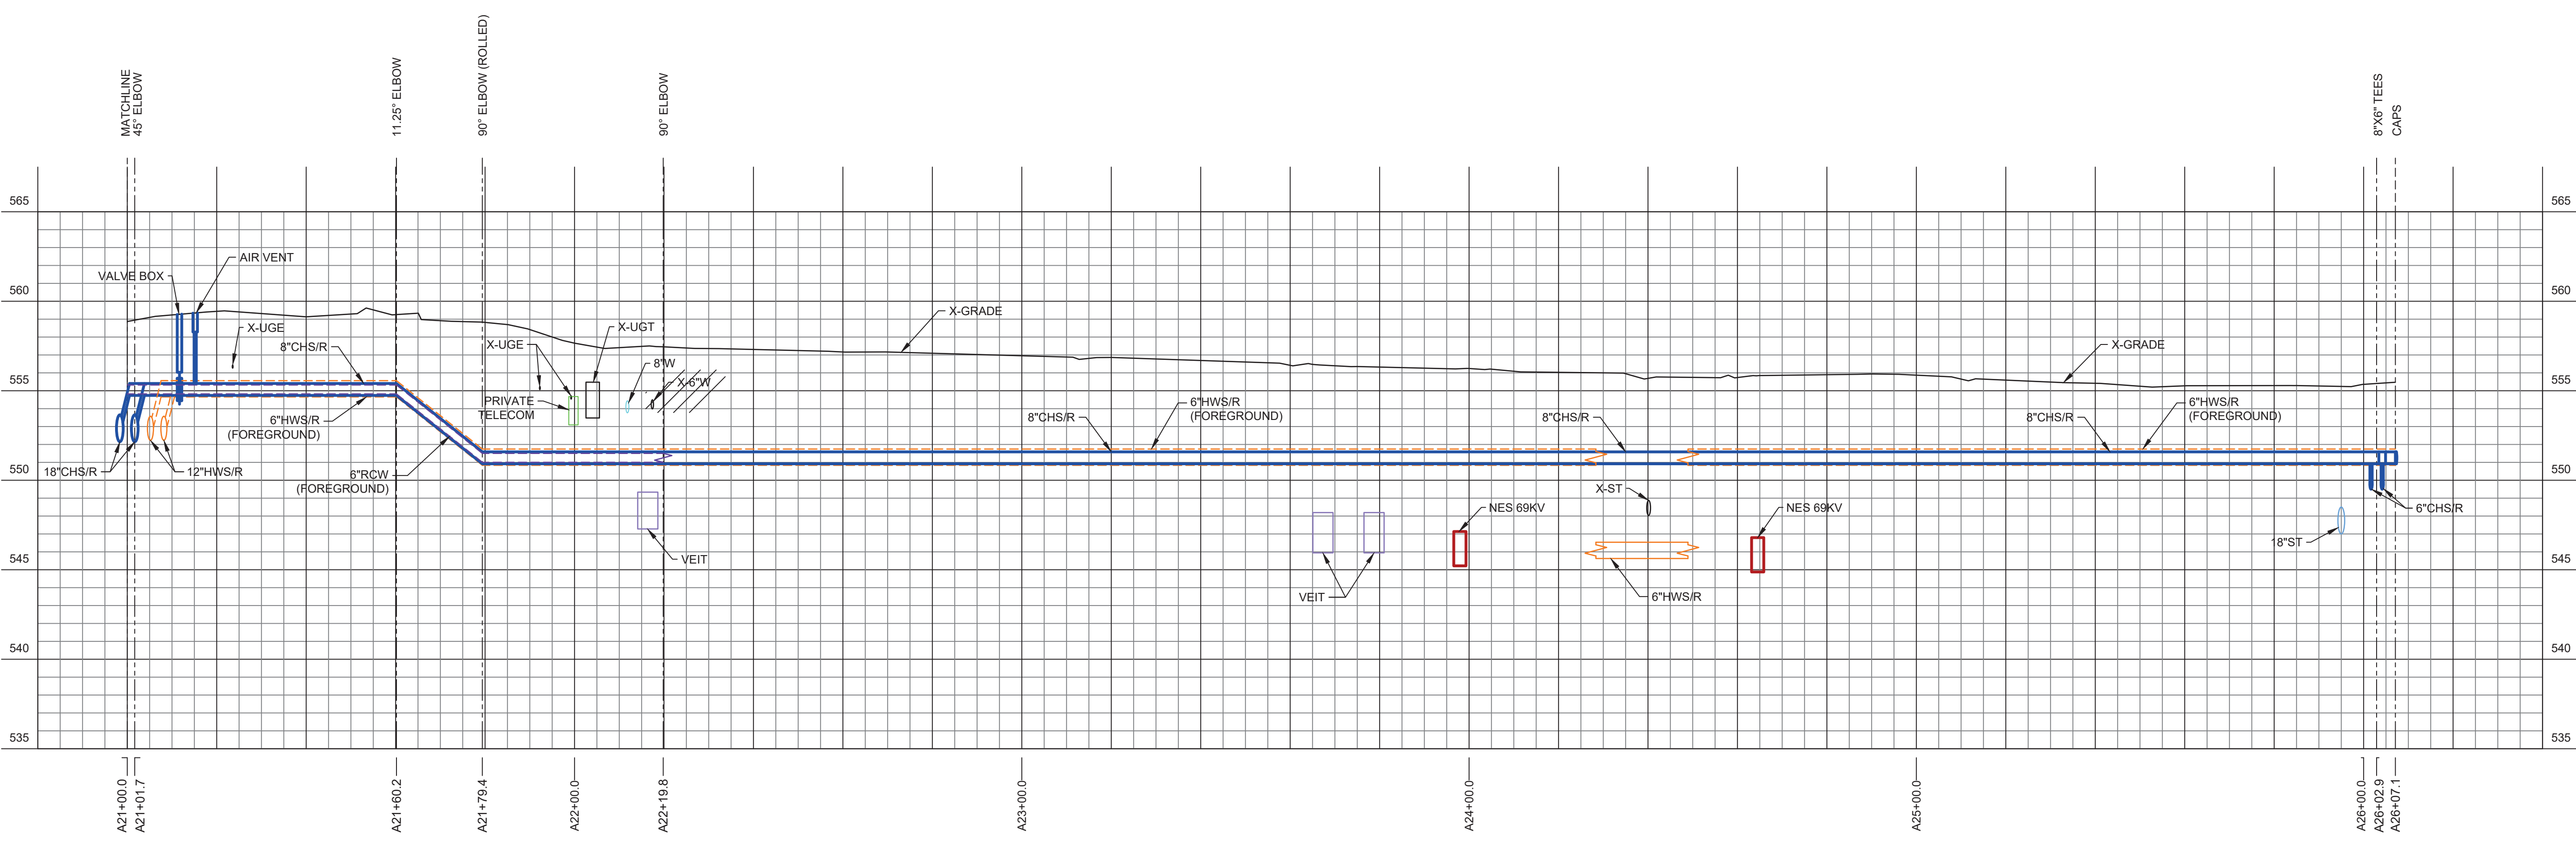 MATCHLINE
45° ELBOW
11.25° ELBOW
90° ELBOW (ROLLED)
90° ELBOW
8"X6" TEES
CAPS
565
565
AIR VENT
VALVE BOX
560
560
X-UGE
X-UGT
X-GRADE
X-GRADE
8"CHS/R
X-UGE
8"W
X-6"W
555
555
PRIVATE
TELECOM
6"HWS/R
(FOREGROUND)
8"CHS/R
6"HWS/R
(FOREGROUND)
8"CHS/R
8"CHS/R
6"HWS/R
(FOREGROUND)
550
18"CHS/R
12"HWS/R
6"RCW
(FOREGROUND)
550
X-ST
NES 69KV
NES 69KV
6"CHS/R
18"ST
545
VEIT
545
VEIT
6"HWS/R
540
540
535
535
A21+00.0
A21+01.7
A21+60.2
A21+79.4
A22+00.0
A22+19.8
A23+00.0
A24+00.0
A25+00.0
A26+00.0
A26+02.9
A26+07.1